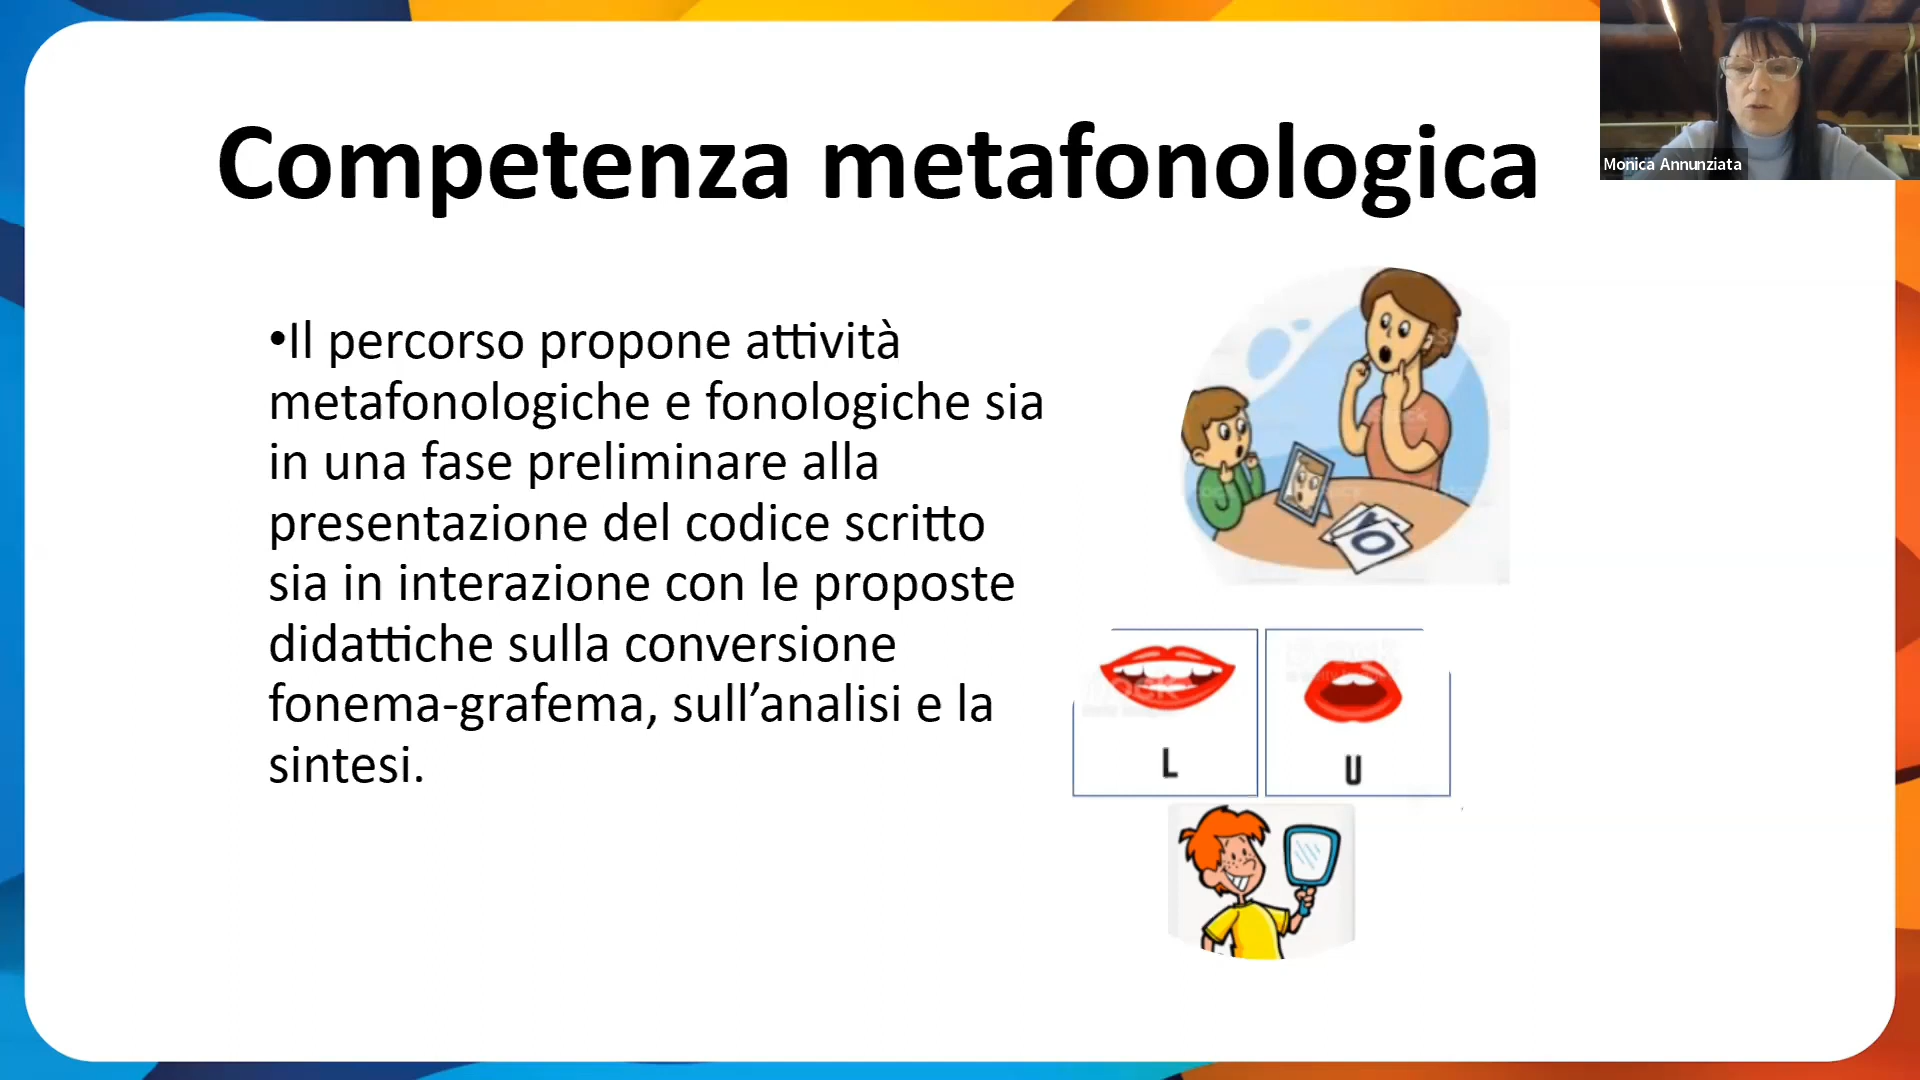 Competenza metafonologica
Monica Annunziata
•Il percorso propone attività
metafonologiche e fonologiche sia
in una fase preliminare alla
presentazione del codice scritto
sia in interazione con le proposte
didattiche sulla conversione
fonema-grafema, sull’analisi e la
sintesi.
O
L
U